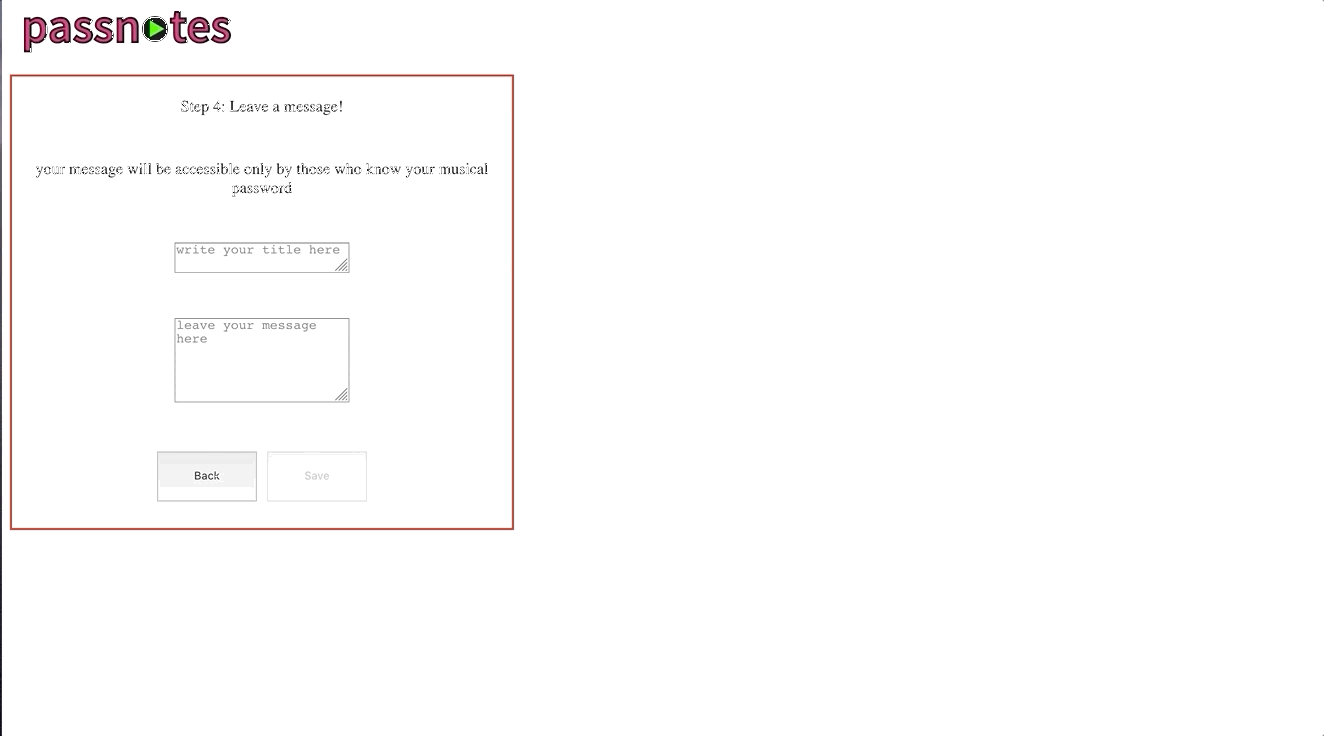 passnotes
Step 4: Leave a message!
your message will be accessible only by those who know your musical
password
write your title here
leave your message
here
Back
Save